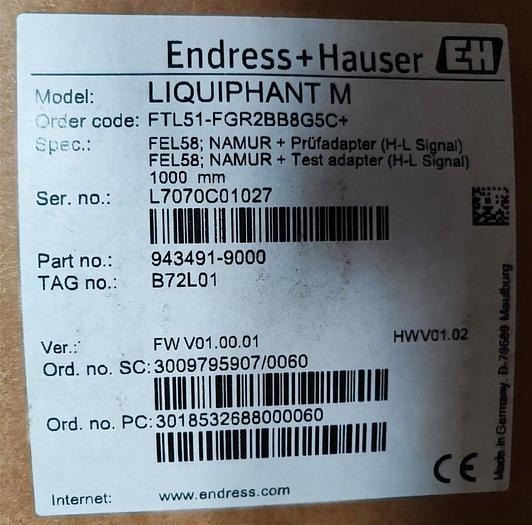 Endress+Hauser EH
Model: LIQUIPHANT M
Order code: FTL51-FGR2BB8G5C+
Spec.: FEL58; NAMUR + Prüfadapter (H-L Signal)
FEL58; NAMUR + Test adapter (H-L Signal)
1000 mm
Ser. no.: L7070C01027
Part no.: 943491-9000
TAG no.: B72L01
Ver.: FW V01.00.01 HWV01.02
Ord. no. SC: 3009795907/0060
Ord. no. PC: 3018532688000060
Internet: www.endress.com
CE
Made in Germany, D-79689 Maulburg